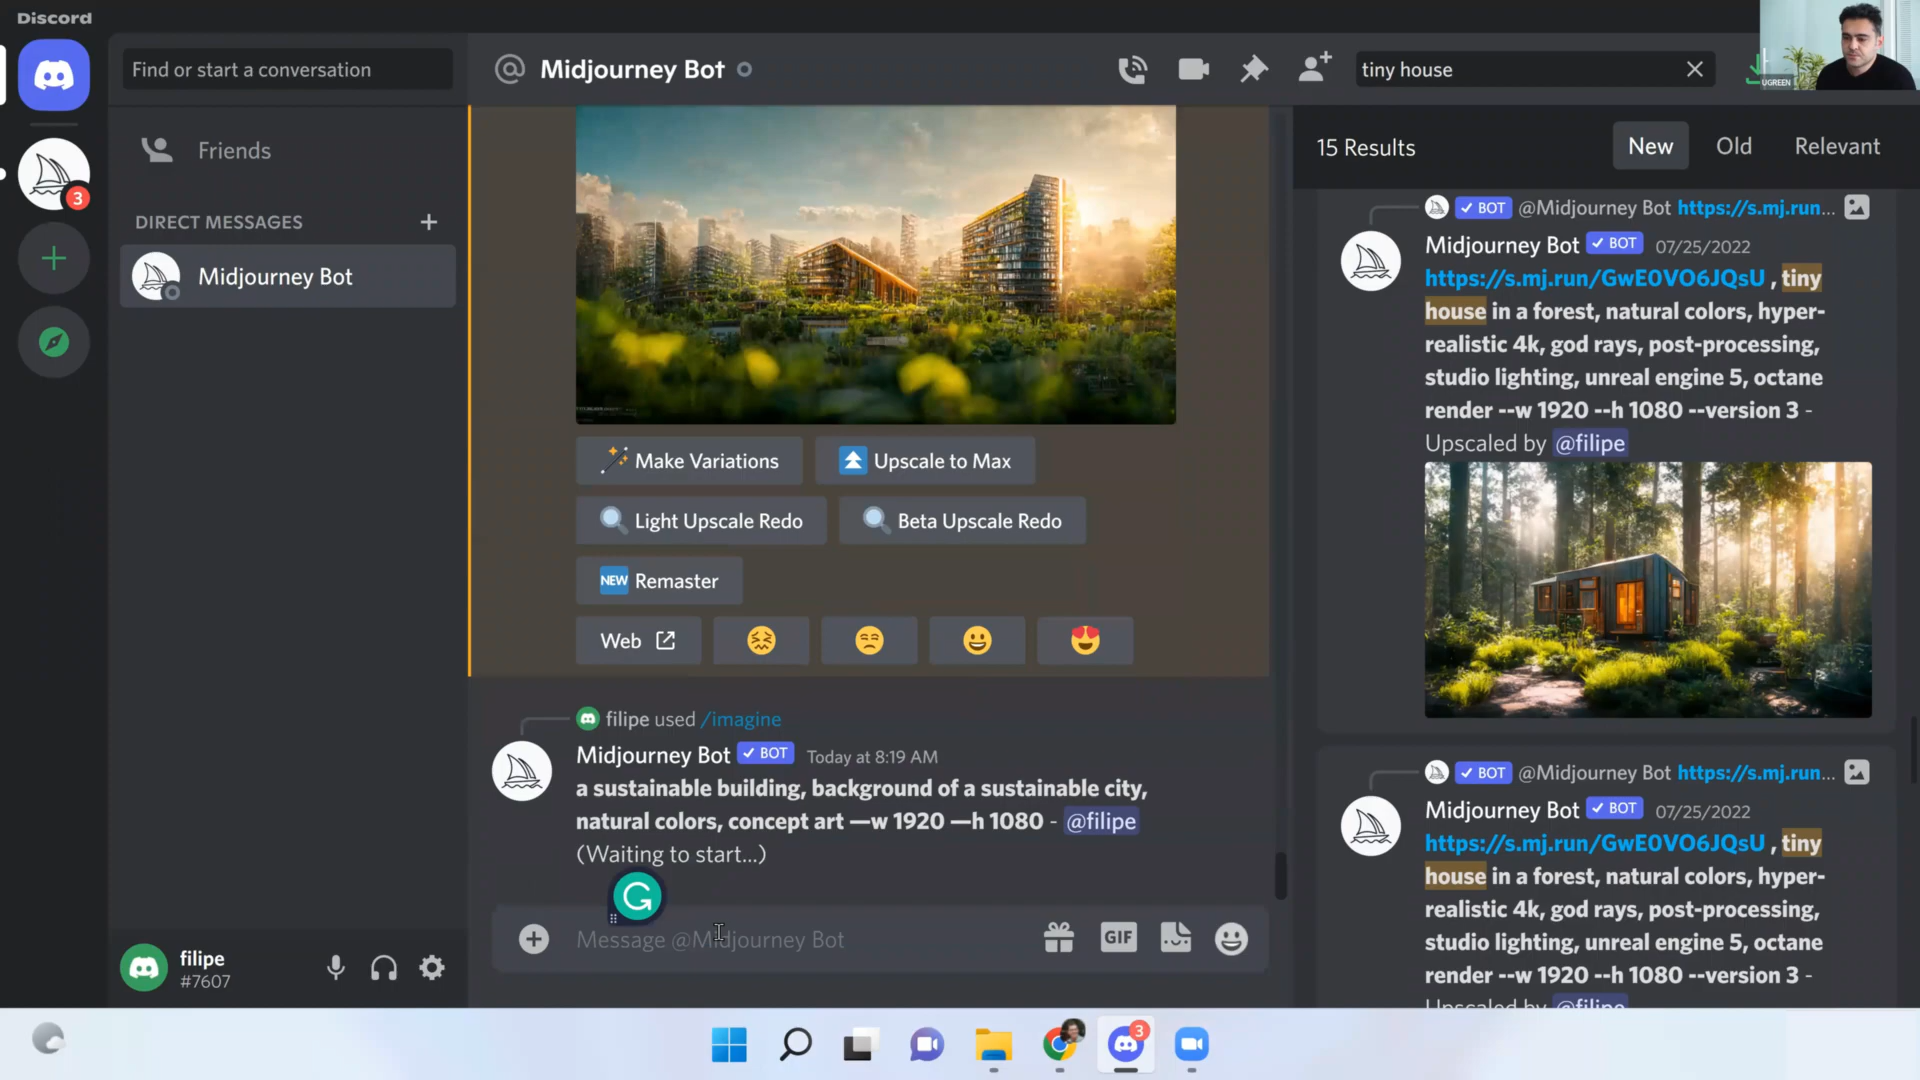 Discord
Find or start a conversation
Friends
DIRECT MESSAGES
Midjourney Bot
3
filipe
#7607
Midjourney Bot
tiny house
UGREEN
Make Variations
Upscale to Max
Light Upscale Redo
Beta Upscale Redo
NEW Remaster
Web
filipe used /imagine
Midjourney Bot ✓ BOT Today at 8:19 AM
a sustainable building, background of a sustainable city,
natural colors, concept art —w 1920 —h 1080 - @filipe
(Waiting to start...)
Message @Midjourney Bot
GIF
15 Results
New
Old
Relevant
✓ BOT @Midjourney Bot https://s.mj.run...
Midjourney Bot ✓ BOT 07/25/2022
https://s.mj.run/GwE0VO6JQsU , tiny
house in a forest, natural colors, hyper-
realistic 4k, god rays, post-processing,
studio lighting, unreal engine 5, octane
render --w 1920 --h 1080 --version 3 -
Upscaled by @filipe
✓ BOT @Midjourney Bot https://s.mj.run...
Midjourney Bot ✓ BOT 07/25/2022
https://s.mj.run/GwE0VO6JQsU , tiny
house in a forest, natural colors, hyper-
realistic 4k, god rays, post-processing,
studio lighting, unreal engine 5, octane
render --w 1920 --h 1080 --version 3 -
Upscaled by @filipe
3